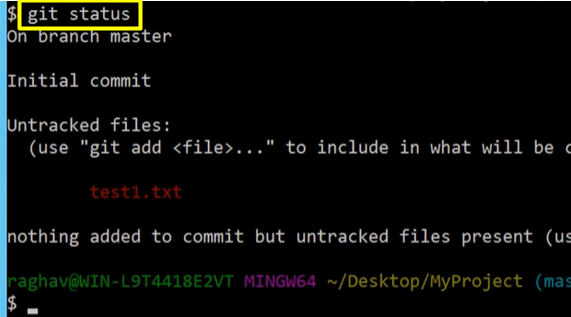 $ git status
On branch master
Initial commit
Untracked files:
(use "git add <file>..." to include in what will be c
test1.txt
nothing added to commit but untracked files present (us
raghav@WIN-L9T4418E2VT MINGW64 ~/Desktop/MyProject (mas
$